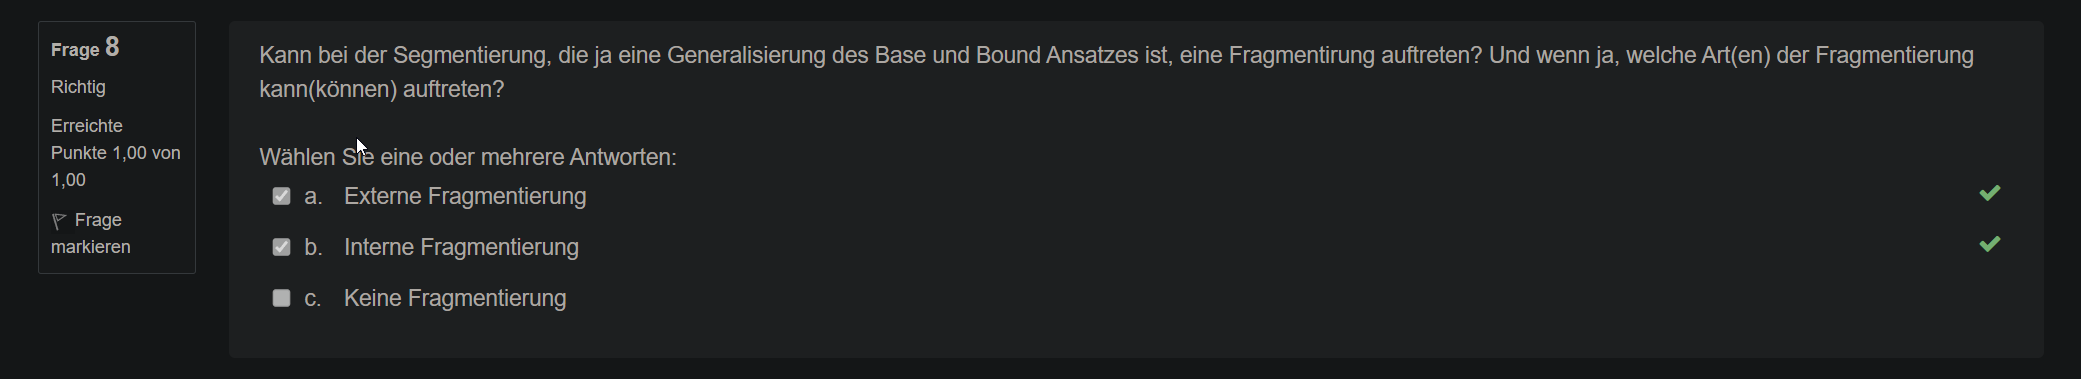 Frage 8
Richtig
Erreichte
Punkte 1,00 von
1,00
Frage
markieren
Kann bei der Segmentierung, die ja eine Generalisierung des Base und Bound Ansatzes ist, eine Fragmentirung auftreten? Und wenn ja, welche Art(en) der Fragmentierung
kann(können) auftreten?
Wählen Sie eine oder mehrere Antworten:
a. Externe Fragmentierung
b. Interne Fragmentierung
c. Keine Fragmentierung